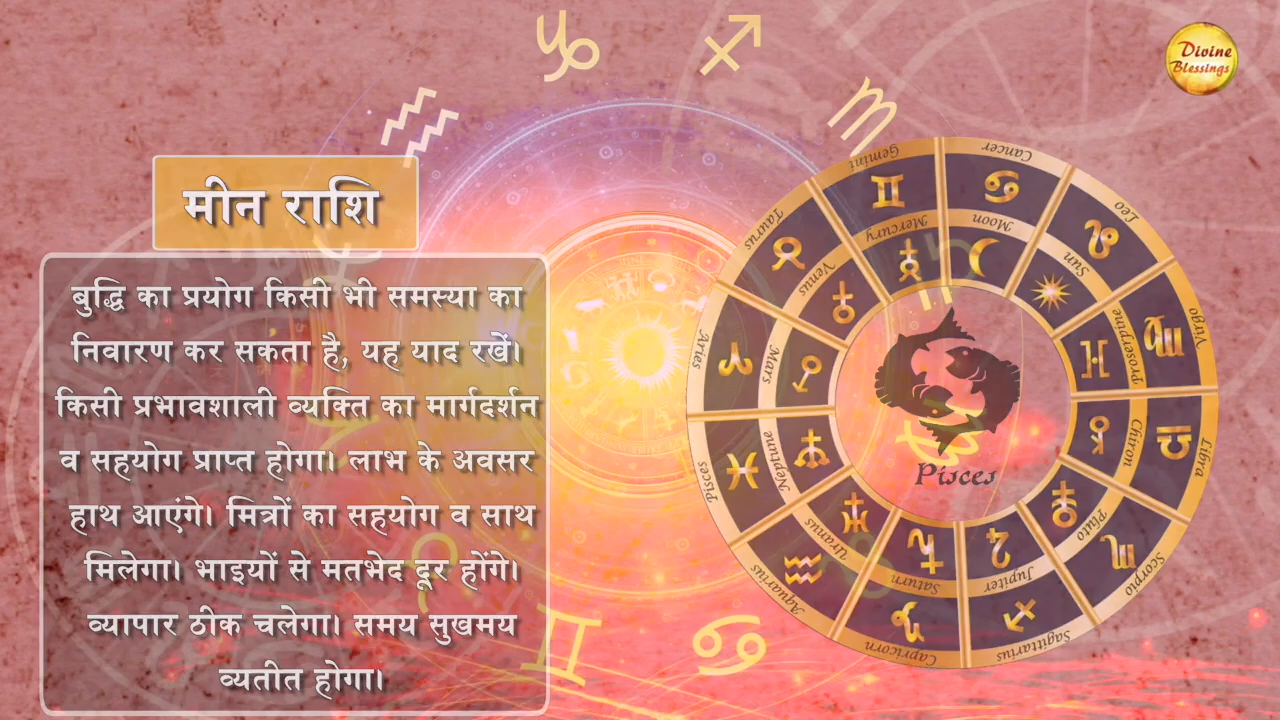 Divine
Blessings
मीन राशि
बुद्धि का प्रयोग किसी भी समस्या का
निवारण कर सकता है, यह याद रखें।
किसी प्रभावशाली व्यक्ति का मार्गदर्शन
व सहयोग प्राप्त होगा। लाभ के अवसर
हाथ आएंगे। मित्रों का सहयोग व साथ
मिलेगा। भाइयों से मतभेद दूर होंगे।
व्यापार ठीक चलेगा। समय सुखमय
व्यतीत होगा।
Gemini
Cancer
Leo
Virgo
Libra
Scorpio
Sagittarius
Capricorn
Aquarius
Pisces
Aries
Taurus
Mercury
Moon
Sun
Proserpine
Chiron
Pluto
Jupiter
Saturn
Uranus
Neptune
Mars
Venus
Pisces